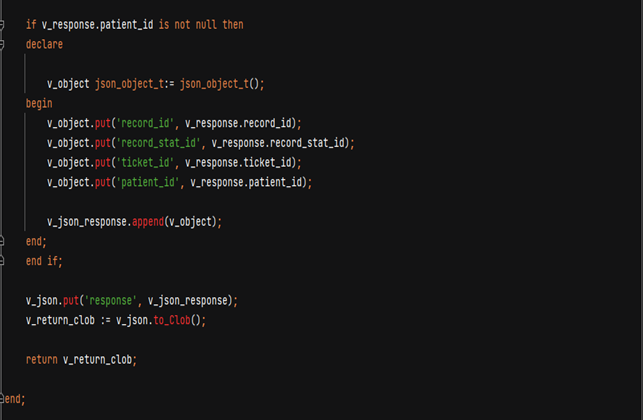 if v_response.patient_id is not null then
declare
v_object json_object_t:= json_object_t();
begin
v_object.put('record_id', v_response.record_id);
v_object.put('record_stat_id', v_response.record_stat_id);
v_object.put('ticket_id', v_response.ticket_id);
v_object.put('patient_id', v_response.patient_id);
v_json_response.append(v_object);
end;
end if;
v_json.put('response', v_json_response);
v_return_clob := v_json.to_Clob();
return v_return_clob;
end;